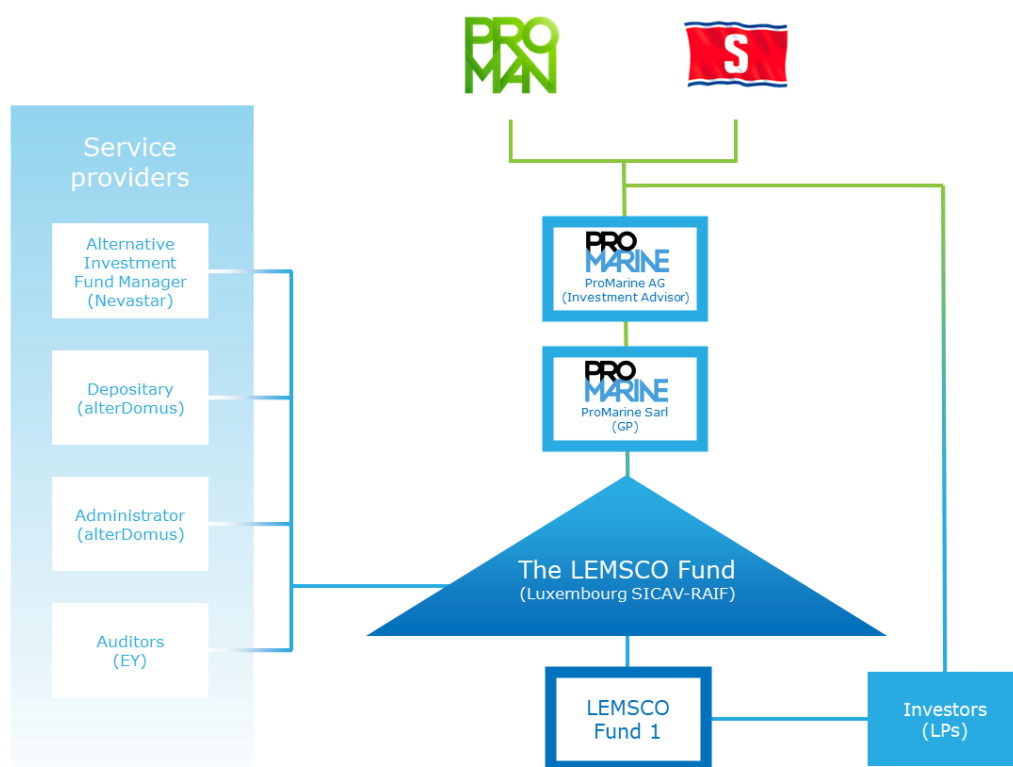 PRO
MAN
S
Service
providers
Alternative
Investment
Fund Manager
(Nevastar)
Depositary
(alterDomus)
Administrator
(alterDomus)
Auditors
(EY)
PRO
MARINE
ProMarine AG
(Investment Advisor)
PRO
MARINE
ProMarine Sarl
(GP)
The LEMSCO Fund
(Luxembourg SICAV-RAIF)
LEMSCO
Fund 1
Investors
(LPs)